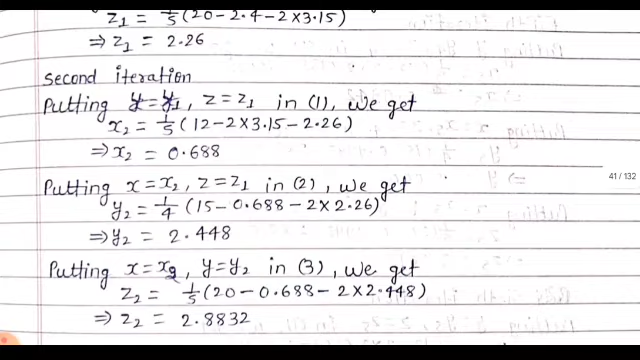 z₁ = 1/5 (20 - 2.4 - 2×3.15)
⇒ z₁ = 2.26
second iteration
Putting y=y₁, z=z₁ in (1), we get
x₂ = 1/5 (12-2×3.15-2.26)
⇒ x₂ = 0.688
Putting x=x₂, z=z₁ in (2), we get
y₂ = 1/4 (15-0.688-2×2.26)
⇒ y₂ = 2.448
Putting x=x₂, y=y₂ in (3), we get
z₂ = 1/5 (20-0.688-2×2.448)
⇒ z₂ = 2.8832
41 / 132